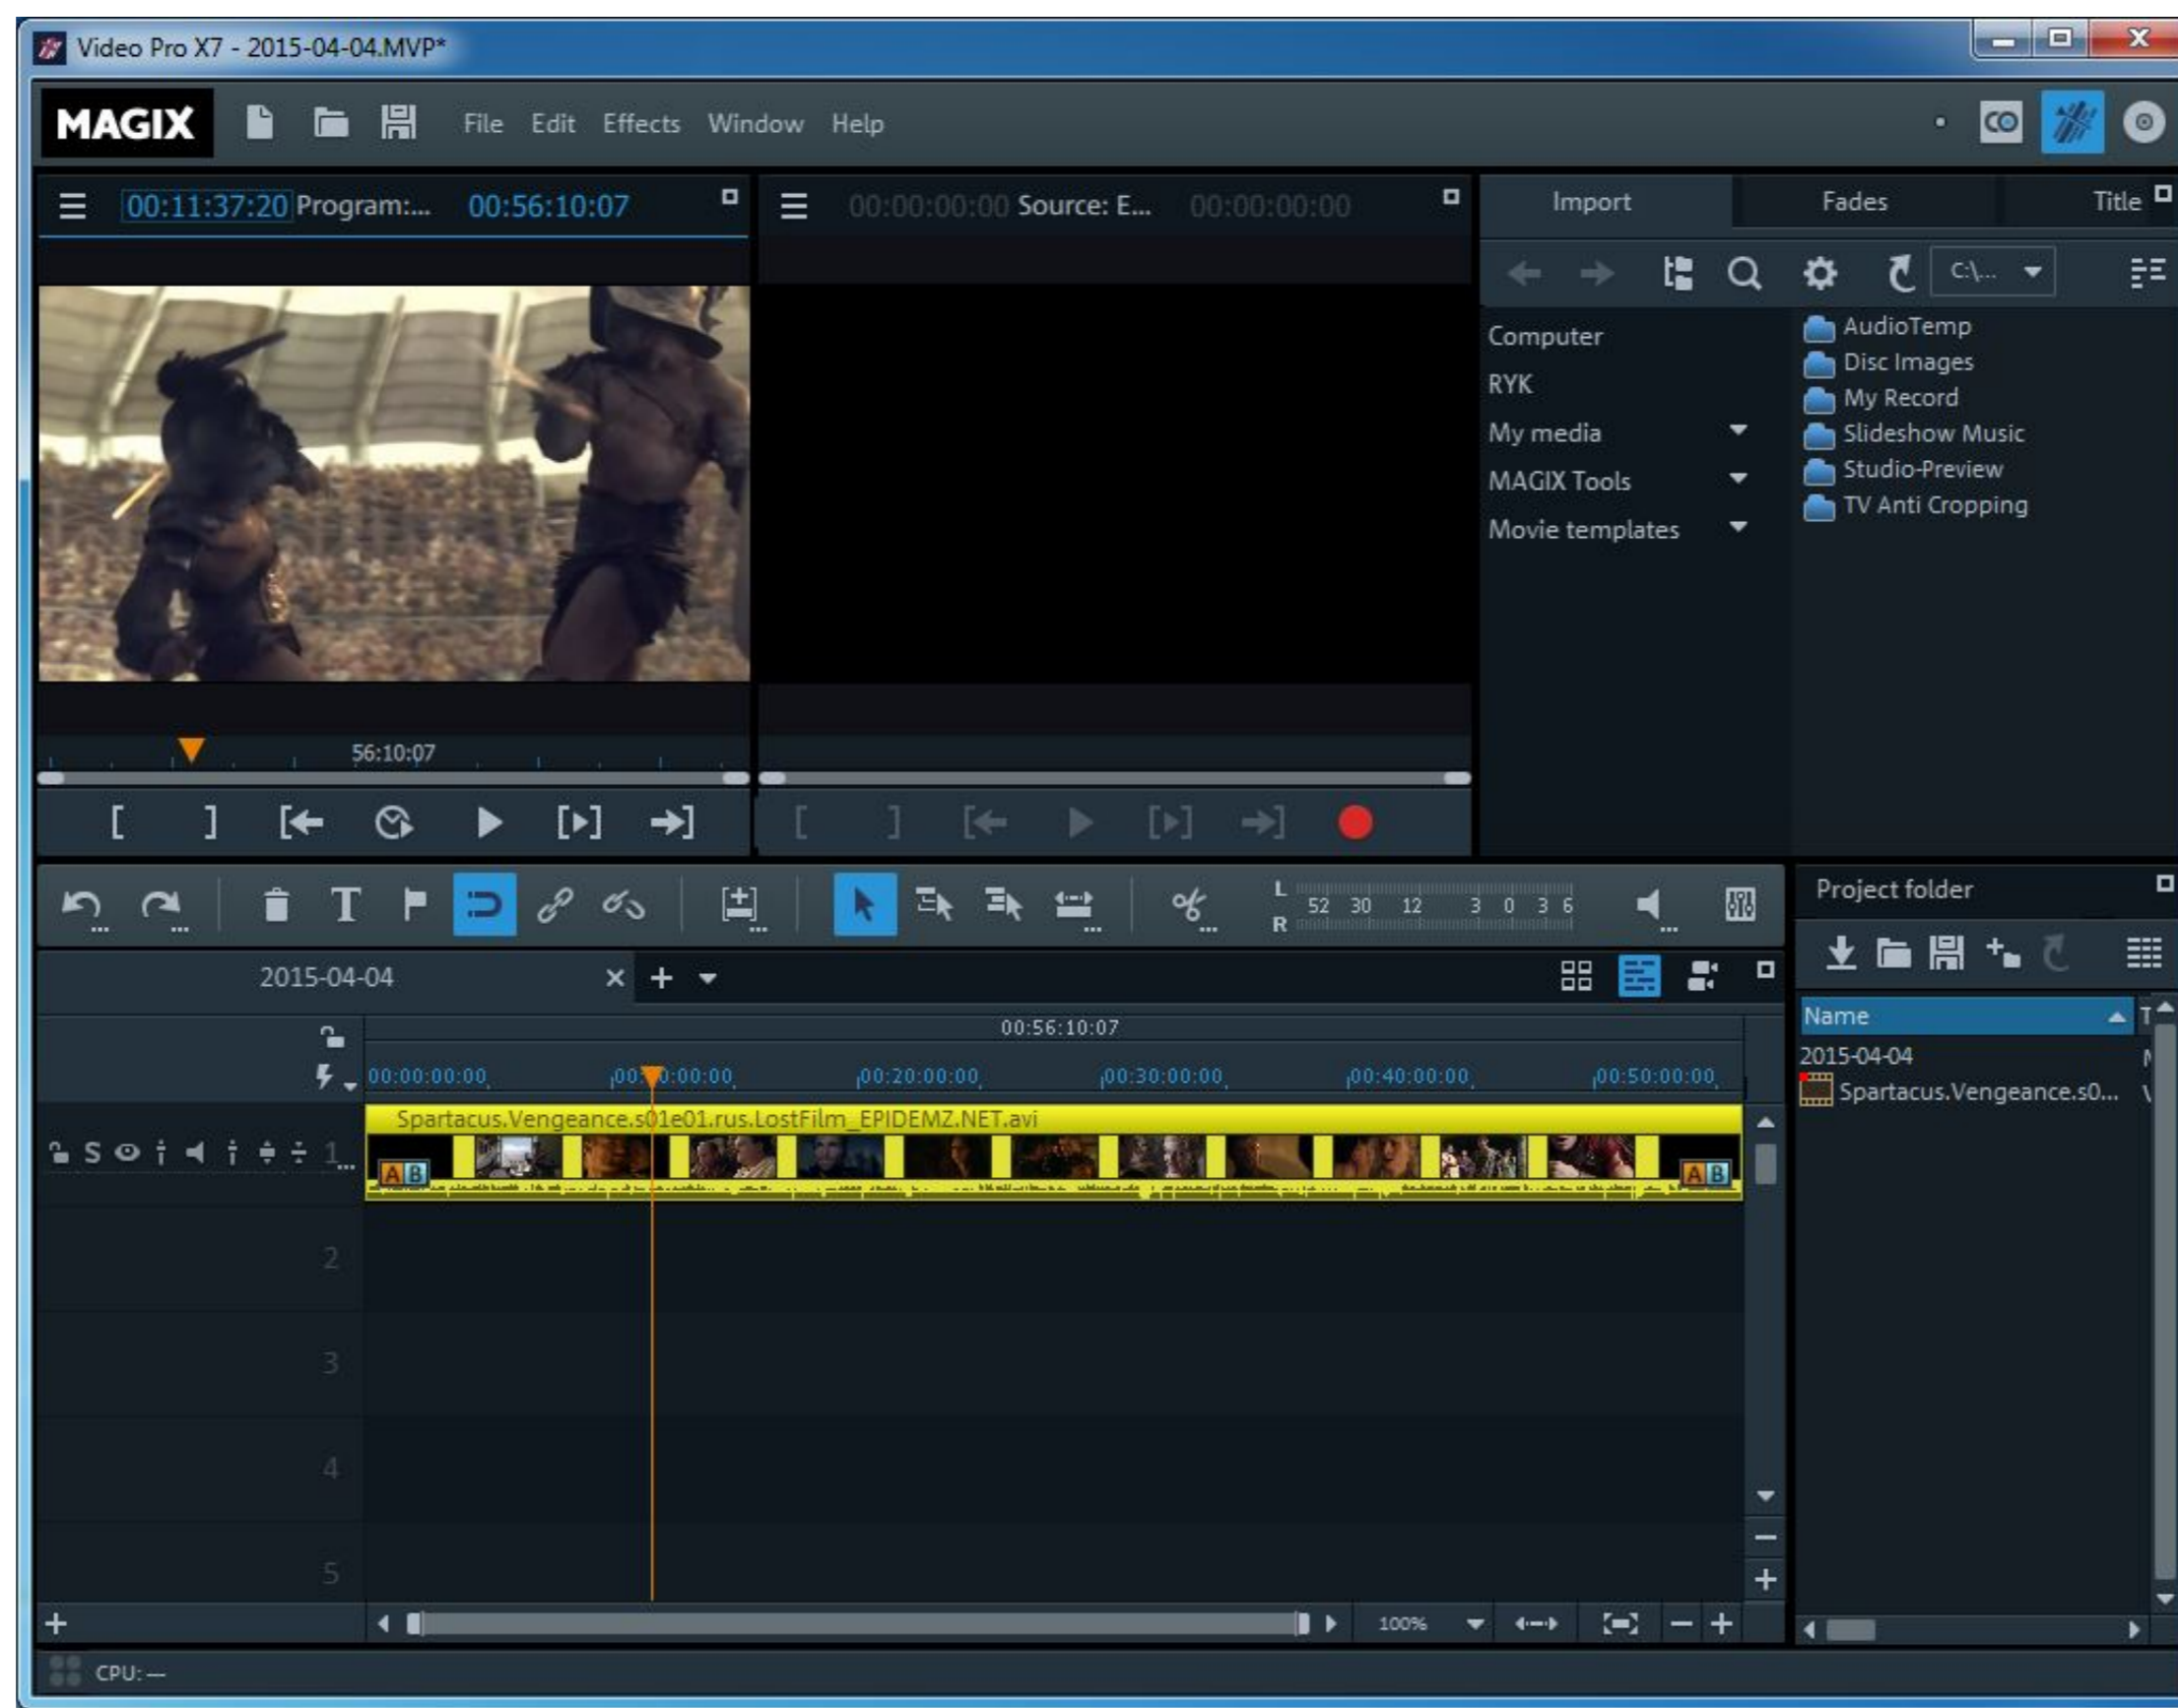 Video Pro X7 - 2015-04-04.MVP*
MAGIX File Edit Effects Window Help
00:11:37:20 Program:... 00:56:10:07
00:00:00:00 Source: E... 00:00:00:00
Import Fades Title
C:\...
Computer
RYK
My media
MAGIX Tools
Movie templates
AudioTemp
Disc Images
My Record
Slideshow Music
Studio-Preview
TV Anti Cropping
56:10:07
L
52 30 12 3 0 3 6
R
Project folder
2015-04-04
00:56:10:07
00:00:00:00 00:20:00:00 00:30:00:00 00:40:00:00 00:50:00:00
Spartacus.Vengeance.s01e01.rus.LostFilm_EPIDEMZ.NET.avi
S 1...
A B A B
2
3
4
5
100%
Name T
2015-04-04
Spartacus.Vengeance.s0...
CPU: —